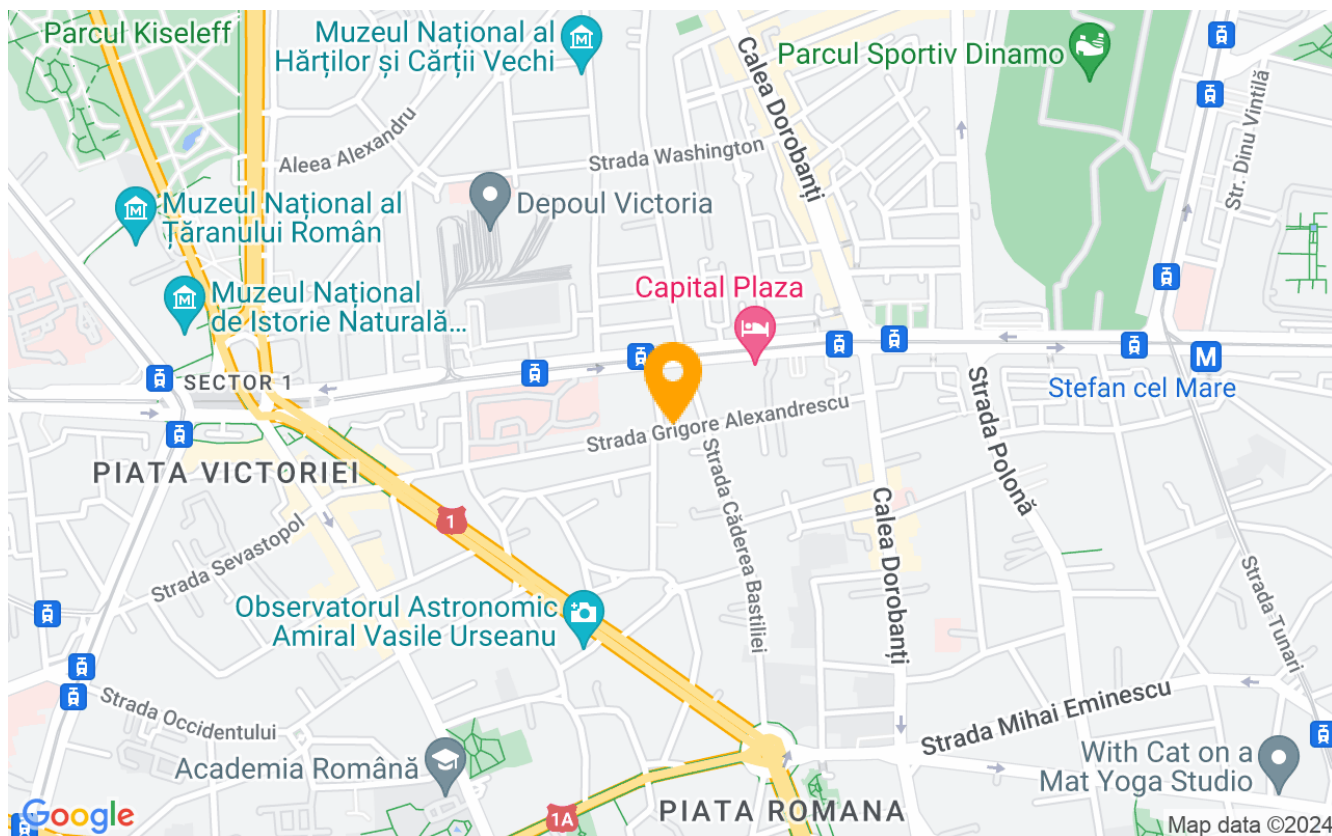 Parcul Kiseleff
Muzeul Național al
Hărților și Cărții Vechi
Calea Dorobanți
Parcul Sportiv Dinamo
Str. Dinu Vintilă
Aleea Alexandru
Strada Washington
Muzeul Național al
Țăranului Român
Depoul Victoria
Muzeul Național
de Istorie Naturală...
Capital Plaza
SECTOR 1
M
Stefan cel Mare
Strada Grigore Alexandrescu
Strada Polonă
PIATA VICTORIEI
Strada Căderea Bastiliei
Calea Dorobanți
1
Strada Sevastopol
Strada Tunari
Observatorul Astronomic
Amiral Vasile Urseanu
Strada Occidentului
Strada Mihai Eminescu
Academia Română
With Cat on a
Mat Yoga Studio
PIATA ROMANA
1A
Google
Map data ©2024